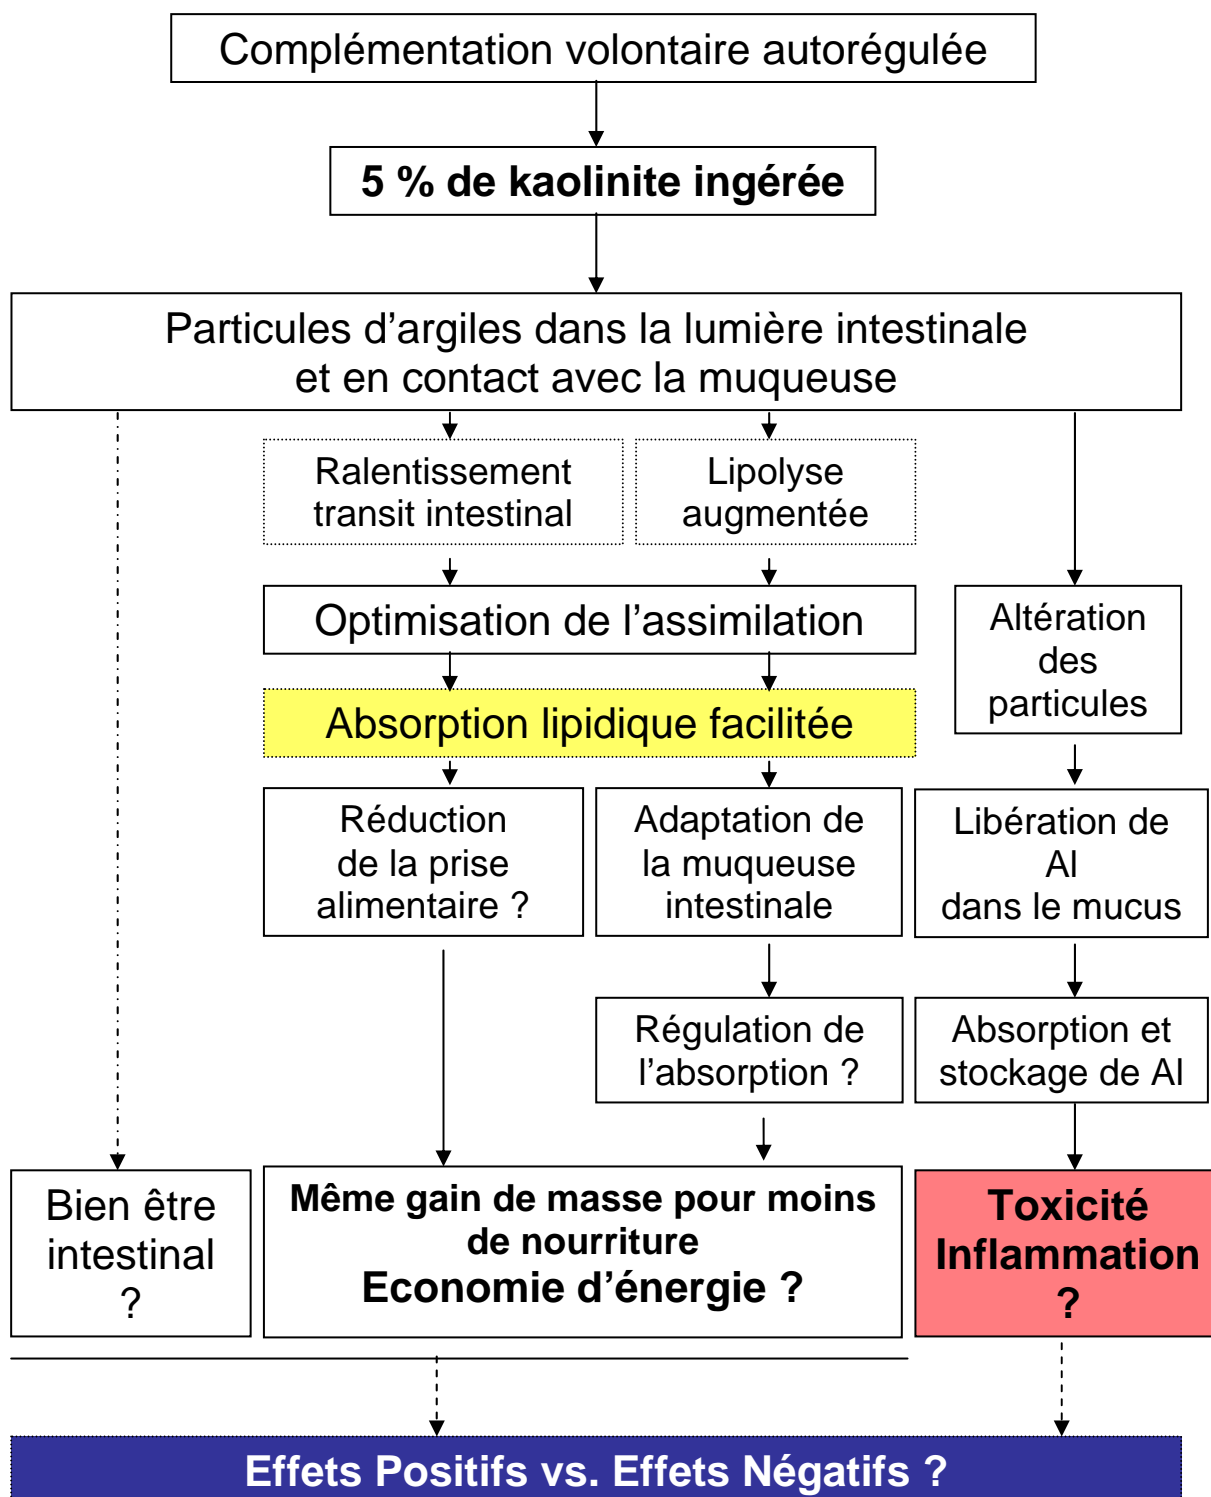 Complémentation volontaire autorégulée
5 % de kaolinite ingérée
Particules d'argiles dans la lumière intestinale
et en contact avec la muqueuse
Ralentissement
transit intestinal
Lipolyse
augmentée
Optimisation de l'assimilation
Altération
des
particules
Absorption lipidique facilitée
Réduction
de la prise
alimentaire ?
Adaptation de
la muqueuse
intestinale
Libération de
Al
dans le mucus
Régulation de
l'absorption ?
Absorption et
stockage de Al
Bien être
intestinal
?
Même gain de masse pour moins
de nourriture
Economie d'énergie ?
Toxicité
Inflammation
?
Effets Positifs vs. Effets Négatifs ?